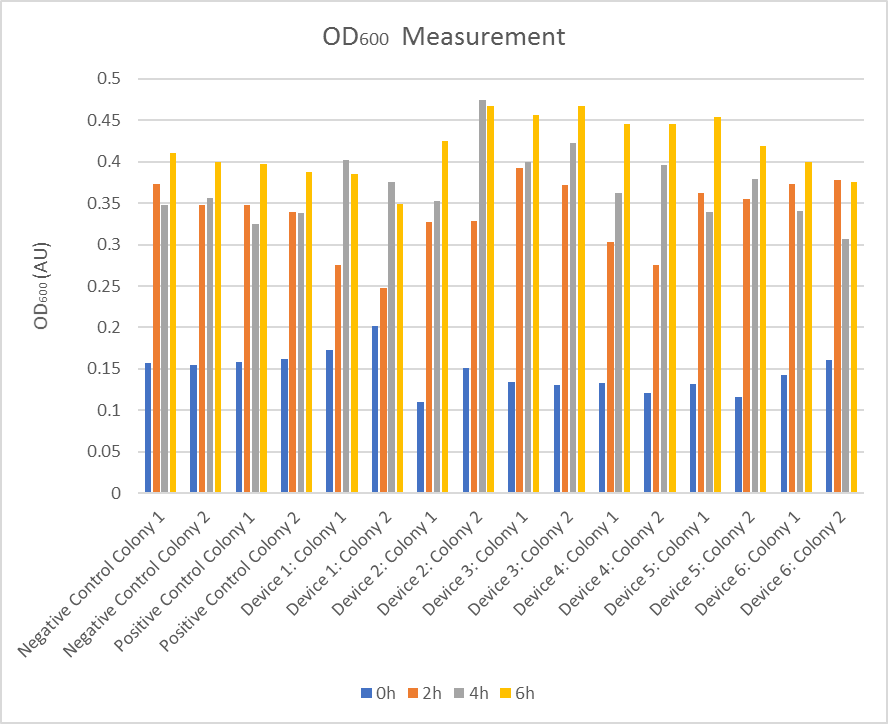 OD600 Measurement
0.5
0.45
0.4
0.35
0.3
0.25
0.2
0.15
0.1
0.05
0
OD600 (AU)
Negative Control Colony 1
Negative Control Colony 2
Positive Control Colony 1
Positive Control Colony 2
Device 1: Colony 1
Device 1: Colony 2
Device 2: Colony 1
Device 2: Colony 2
Device 3: Colony 1
Device 3: Colony 2
Device 4: Colony 1
Device 4: Colony 2
Device 5: Colony 1
Device 5: Colony 2
Device 6: Colony 1
Device 6: Colony 2
0h 2h 4h 6h